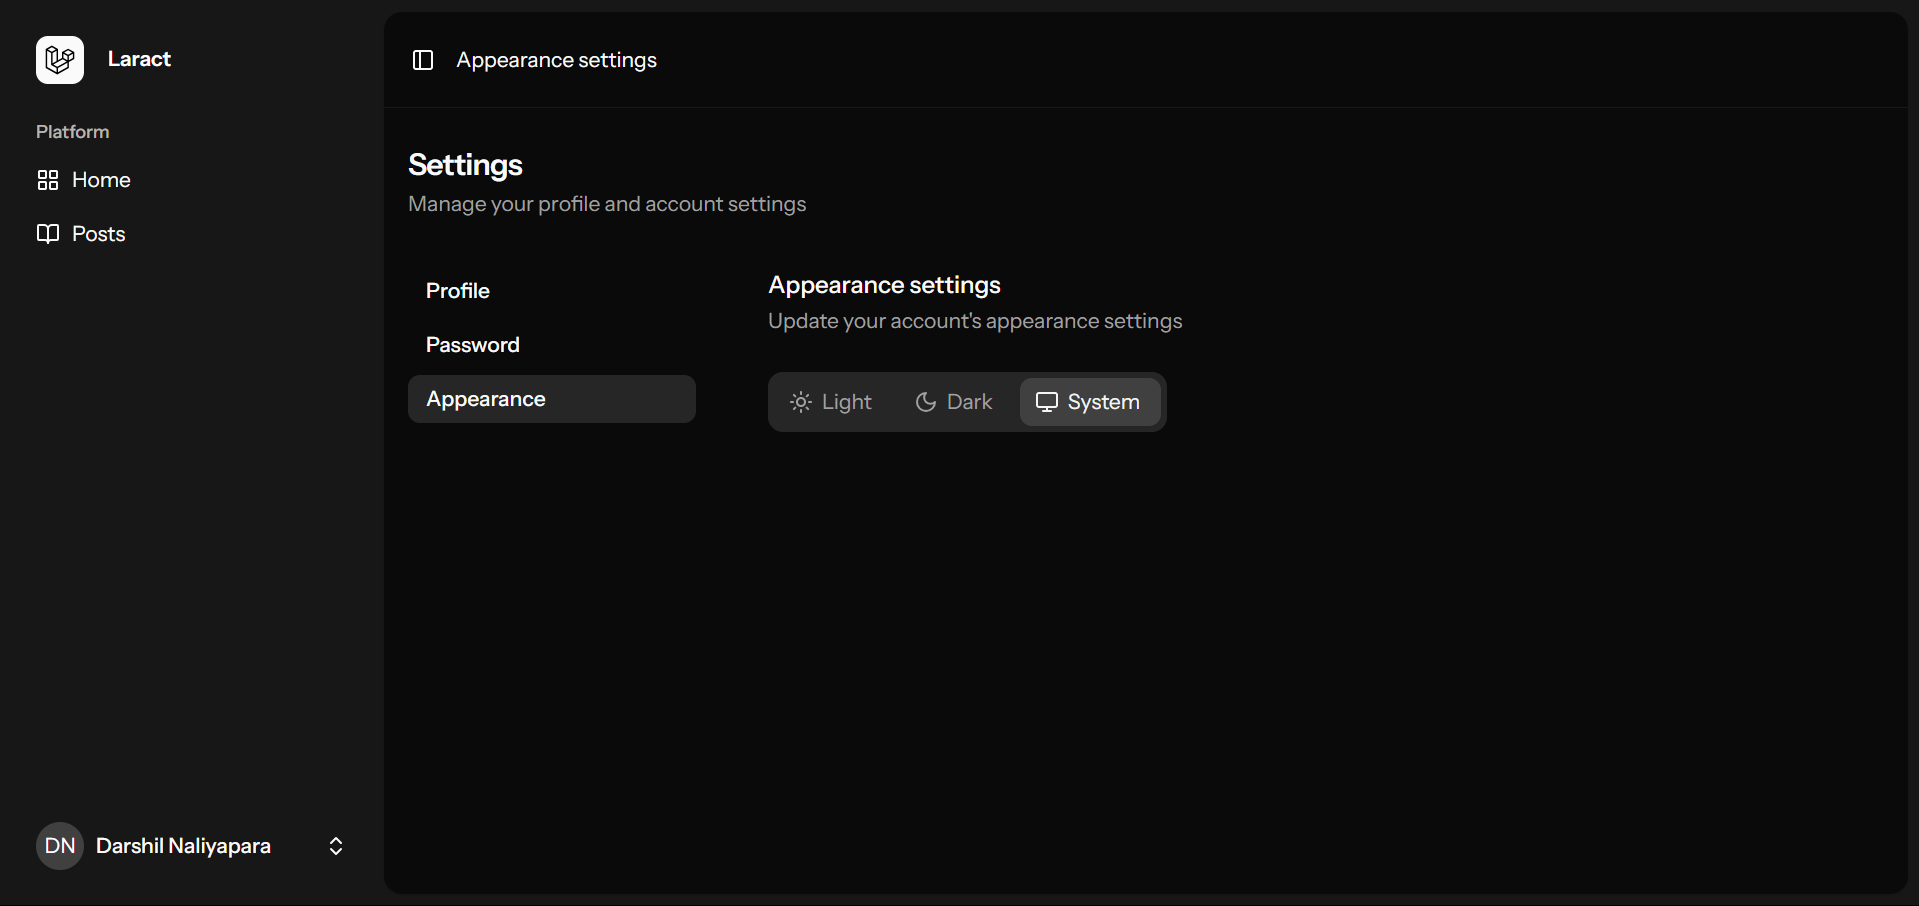 Laract
Platform
Home
Posts
DN
Darshil Naliyapara
Appearance settings
Settings
Manage your profile and account settings
Profile
Password
Appearance
Appearance settings
Update your account's appearance settings
Light
Dark
System